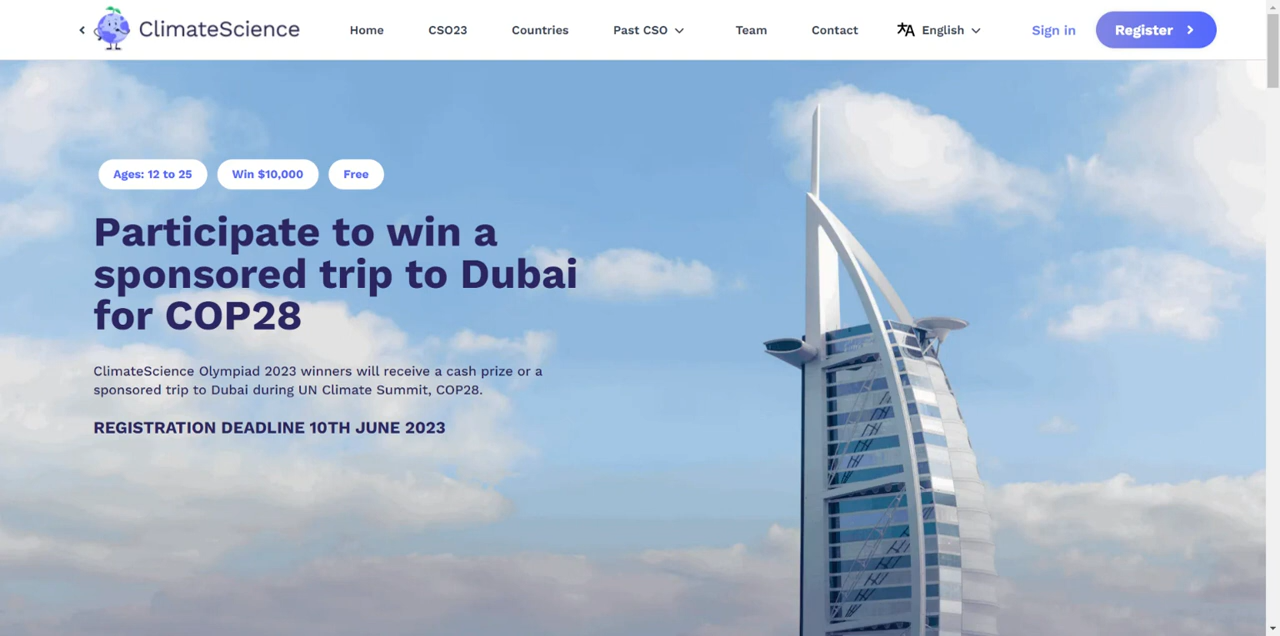 ClimateScience
Home
CSO23
Countries
Past CSO
Team
Contact
English
Sign in
Register
Ages: 12 to 25
Win $10,000
Free
Participate to win a
sponsored trip to Dubai
for COP28
ClimateScience Olympiad 2023 winners will receive a cash prize or a
sponsored trip to Dubai during UN Climate Summit, COP28.
REGISTRATION DEADLINE 10TH JUNE 2023